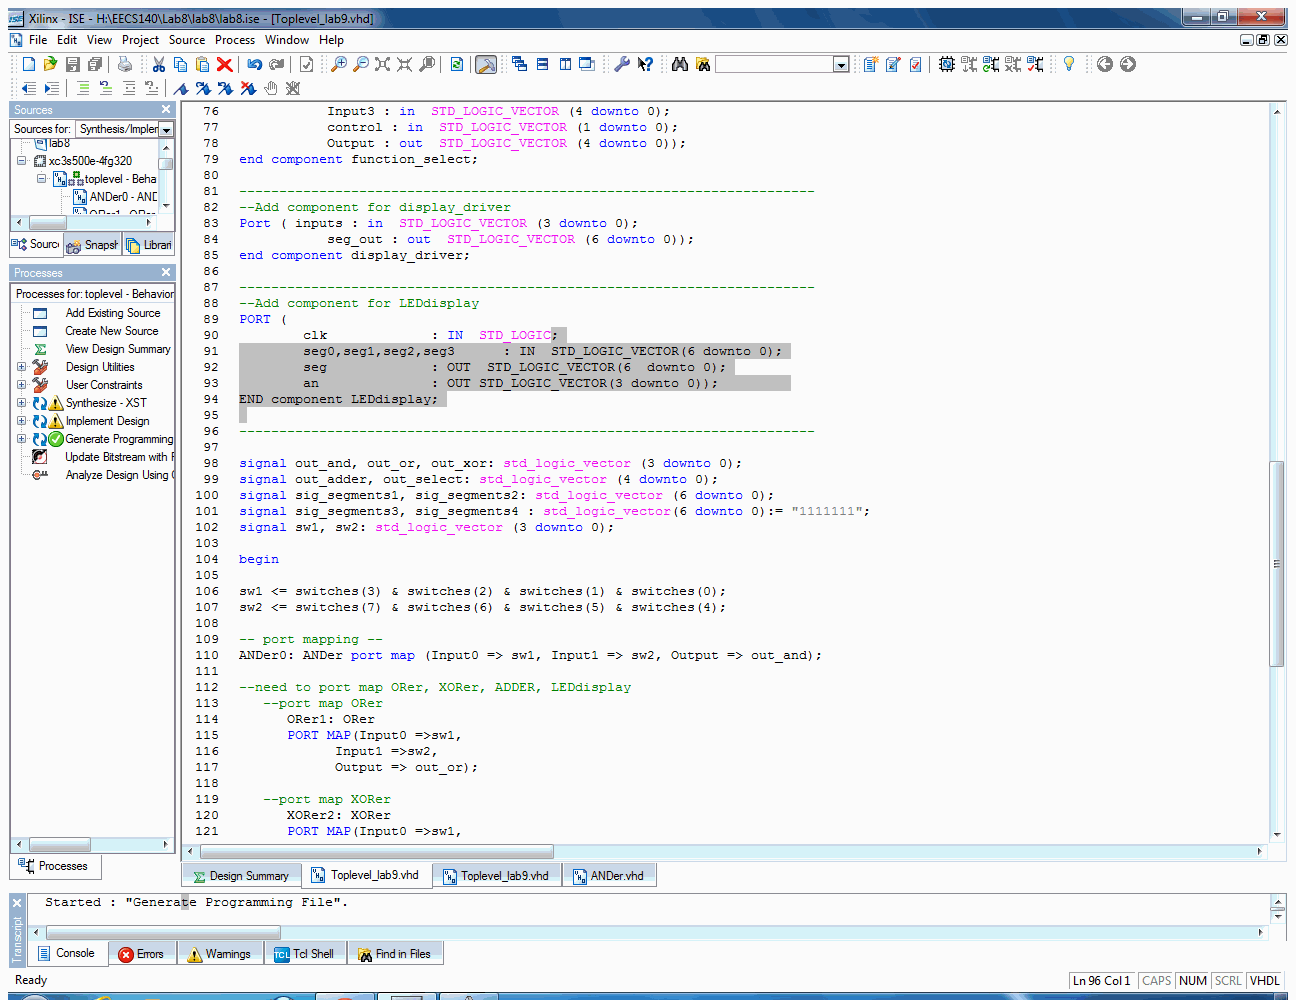 Xilinx - ISE - H:\EECS140\Lab8\lab8\lab8.ise - [Toplevel_lab9.vhd]
File Edit View Project Source Process Window Help
Sources
Sources for: Synthesis/Impler
lab8
xc3s500e-4fg320
toplevel - Beha
ANDer0 - AND
Sourc Snapsh Librari
Processes
Processes for: toplevel - Behavior
Add Existing Source
Create New Source
View Design Summary
Design Utilities
User Constraints
Synthesize - XST
Implement Design
Generate Programming
Update Bitstream with
Analyze Design Using
Processes
76 Input3 : in STD_LOGIC_VECTOR (4 downto 0);
77 control : in STD_LOGIC_VECTOR (1 downto 0);
78 Output : out STD_LOGIC_VECTOR (4 downto 0));
79 end component function_select;
80
81 ------------------------------------------------------------------------
82 --Add component for display_driver
83 Port ( inputs : in STD_LOGIC_VECTOR (3 downto 0);
84 seg_out : out STD_LOGIC_VECTOR (6 downto 0));
85 end component display_driver;
86
87 ------------------------------------------------------------------------
88 --Add component for LEDdisplay
89 PORT (
90 clk : IN STD_LOGIC;
91 seg0,seg1,seg2,seg3 : IN STD_LOGIC_VECTOR(6 downto 0);
92 seg : OUT STD_LOGIC_VECTOR(6 downto 0);
93 an : OUT STD_LOGIC_VECTOR(3 downto 0));
94 END component LEDdisplay;
95
96 ------------------------------------------------------------------------
97
98 signal out_and, out_or, out_xor: std_logic_vector (3 downto 0);
99 signal out_adder, out_select: std_logic_vector (4 downto 0);
100 signal sig_segments1, sig_segments2: std_logic_vector (6 downto 0);
101 signal sig_segments3, sig_segments4 : std_logic_vector(6 downto 0):= "1111111";
102 signal sw1, sw2: std_logic_vector (3 downto 0);
103
104 begin
105
106 sw1 <= switches(3) & switches(2) & switches(1) & switches(0);
107 sw2 <= switches(7) & switches(6) & switches(5) & switches(4);
108
109 -- port mapping --
110 ANDer0: ANDer port map (Input0 => sw1, Input1 => sw2, Output => out_and);
111
112 --need to port map ORer, XORer, ADDER, LEDdisplay
113 --port map ORer
114 ORer1: ORer
115 PORT MAP(Input0 =>sw1,
116 Input1 =>sw2,
117 Output => out_or);
118
119 --port map XORer
120 XORer2: XORer
121 PORT MAP(Input0 =>sw1,
Design Summary Toplevel_lab9.vhd Toplevel_lab9.vhd ANDer.vhd
Started : "Generate Programming File".
Transcript
Console Errors Warnings TCL Tcl Shell Find in Files
Ready Ln 96 Col 1 CAPS NUM SCRL VHDL